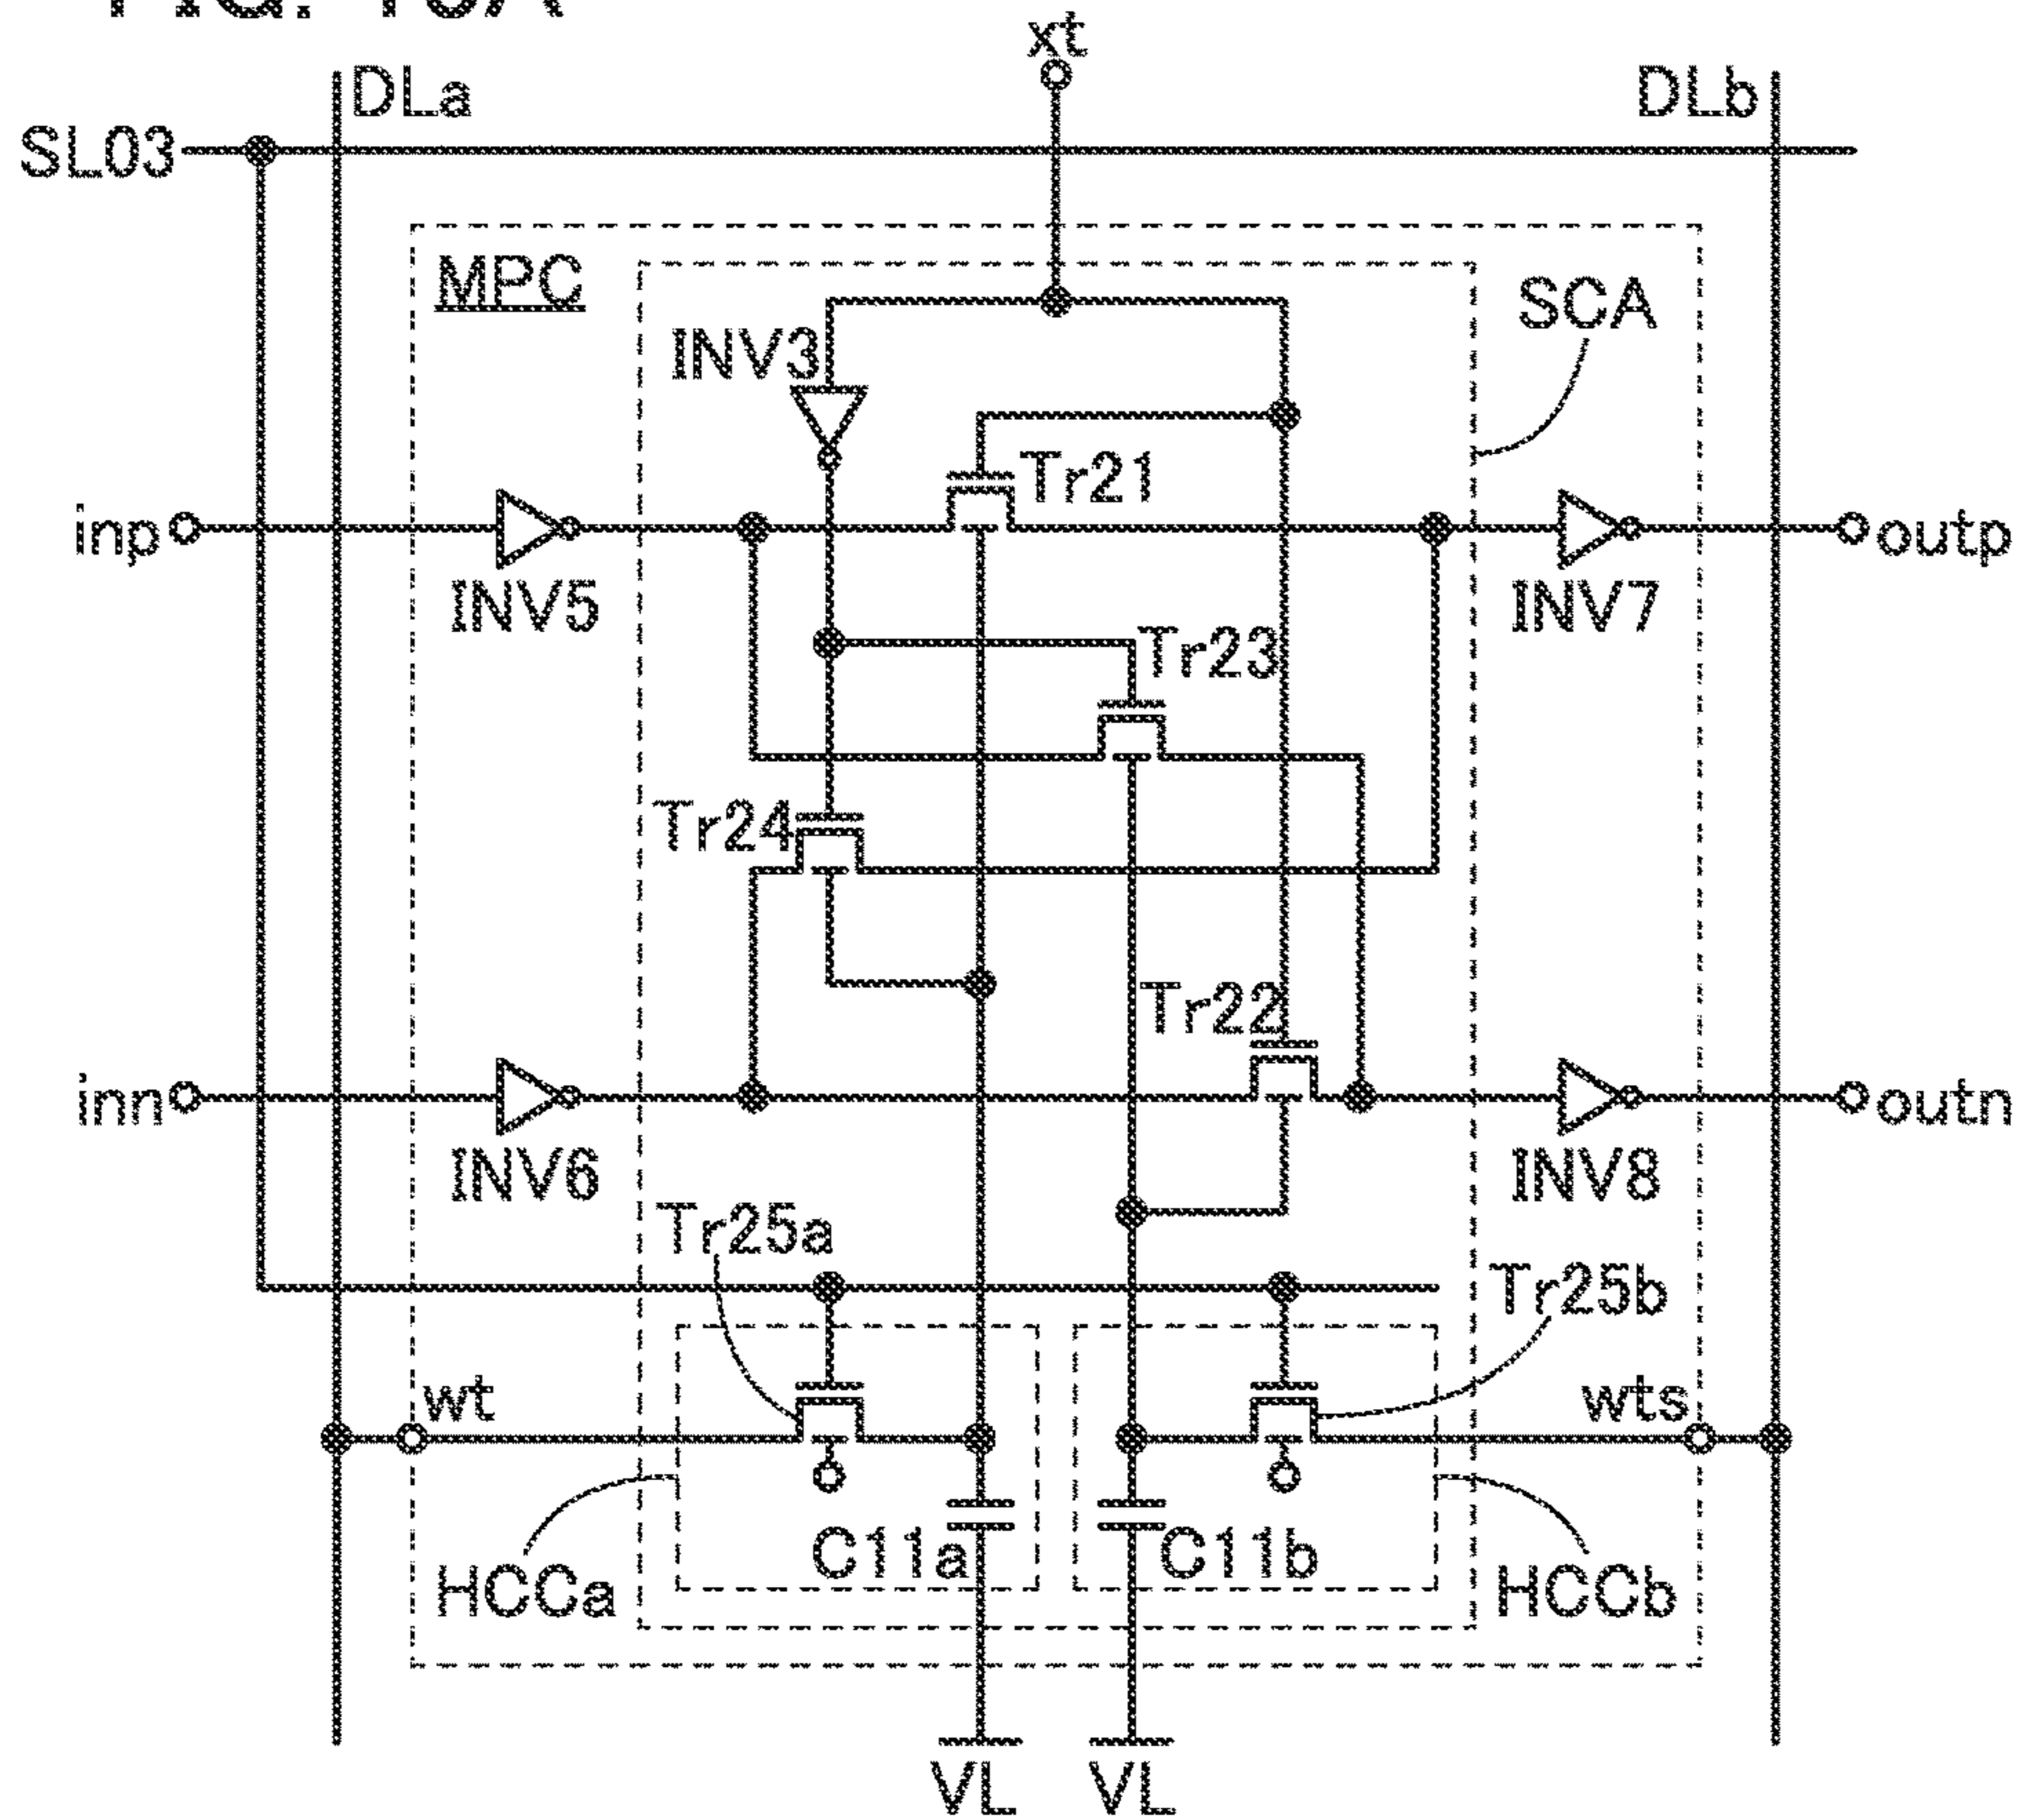 xt
DLa
DLb
SL03
MPC
SCA
INV3
Tr21
inp
outp
INV5
INV7
Tr23
Tr24
Tr22
inn
outn
INV6
INV8
Tr25a
Tr25b
wt
wts
C11a
C11b
HCCa
HCCb
VL
VL